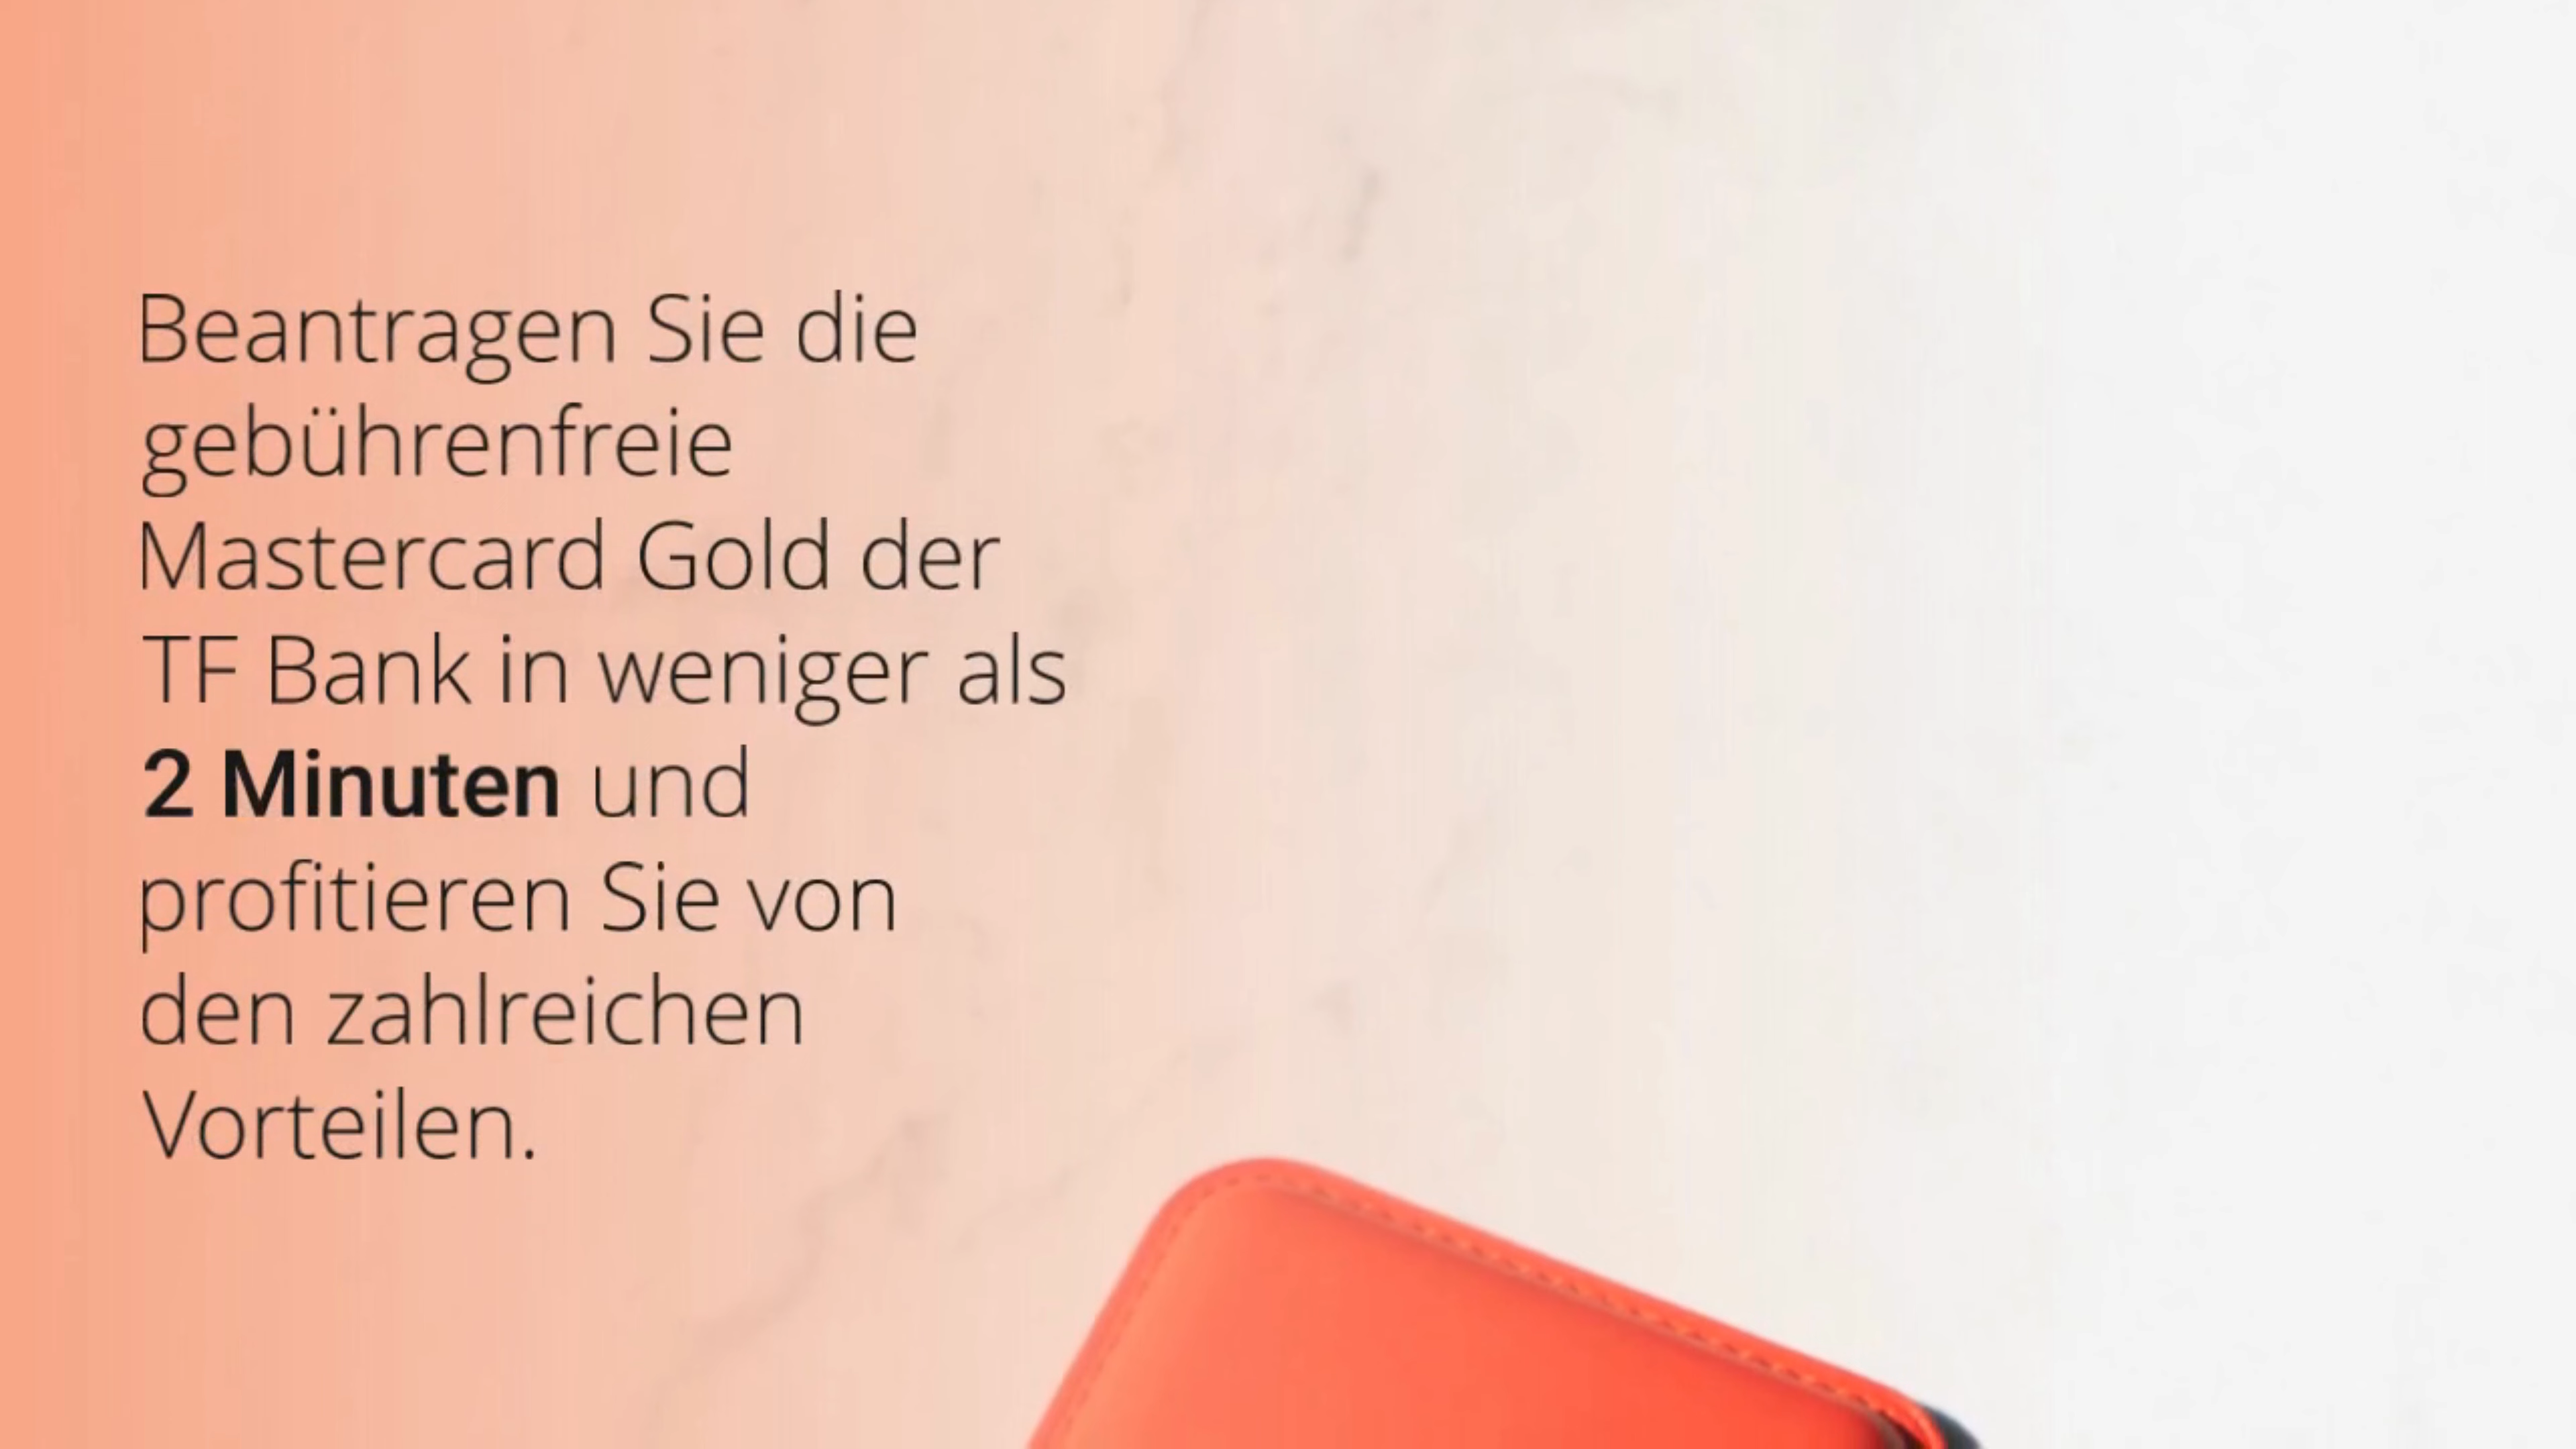 Beantragen Sie die
gebührenfreie
Mastercard Gold der
TF Bank in weniger als
2 Minuten und
profitieren Sie von
den zahlreichen
Vorteilen.